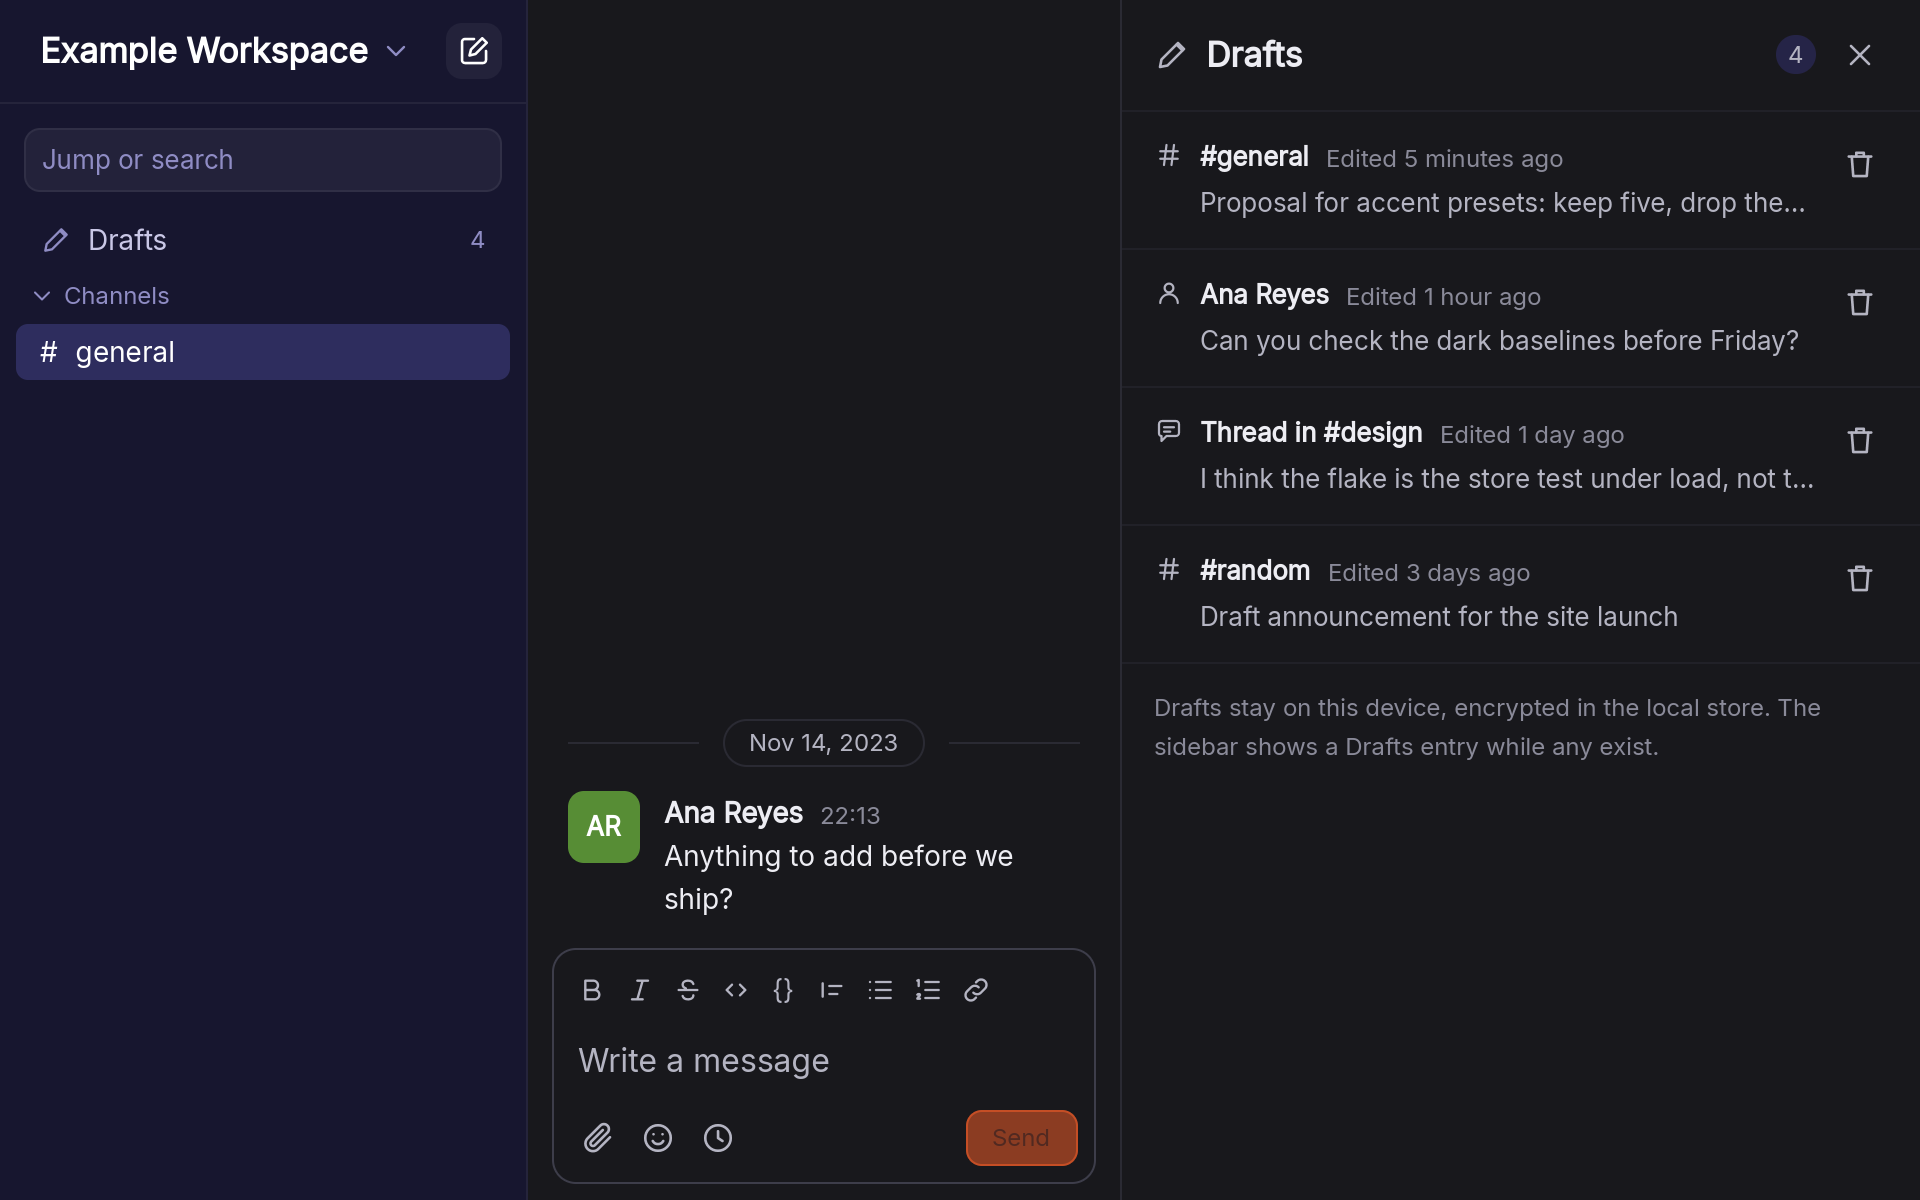 Example Workspace
Jump or search
Drafts 4
Channels
# general
Nov 14, 2023
AR
Ana Reyes 22:13
Anything to add before we
ship?
Write a message
Send
Drafts 4
#general Edited 5 minutes ago
Proposal for accent presets: keep five, drop the...
Ana Reyes Edited 1 hour ago
Can you check the dark baselines before Friday?
Thread in #design Edited 1 day ago
I think the flake is the store test under load, not t...
#random Edited 3 days ago
Draft announcement for the site launch
Drafts stay on this device, encrypted in the local store. The
sidebar shows a Drafts entry while any exist.